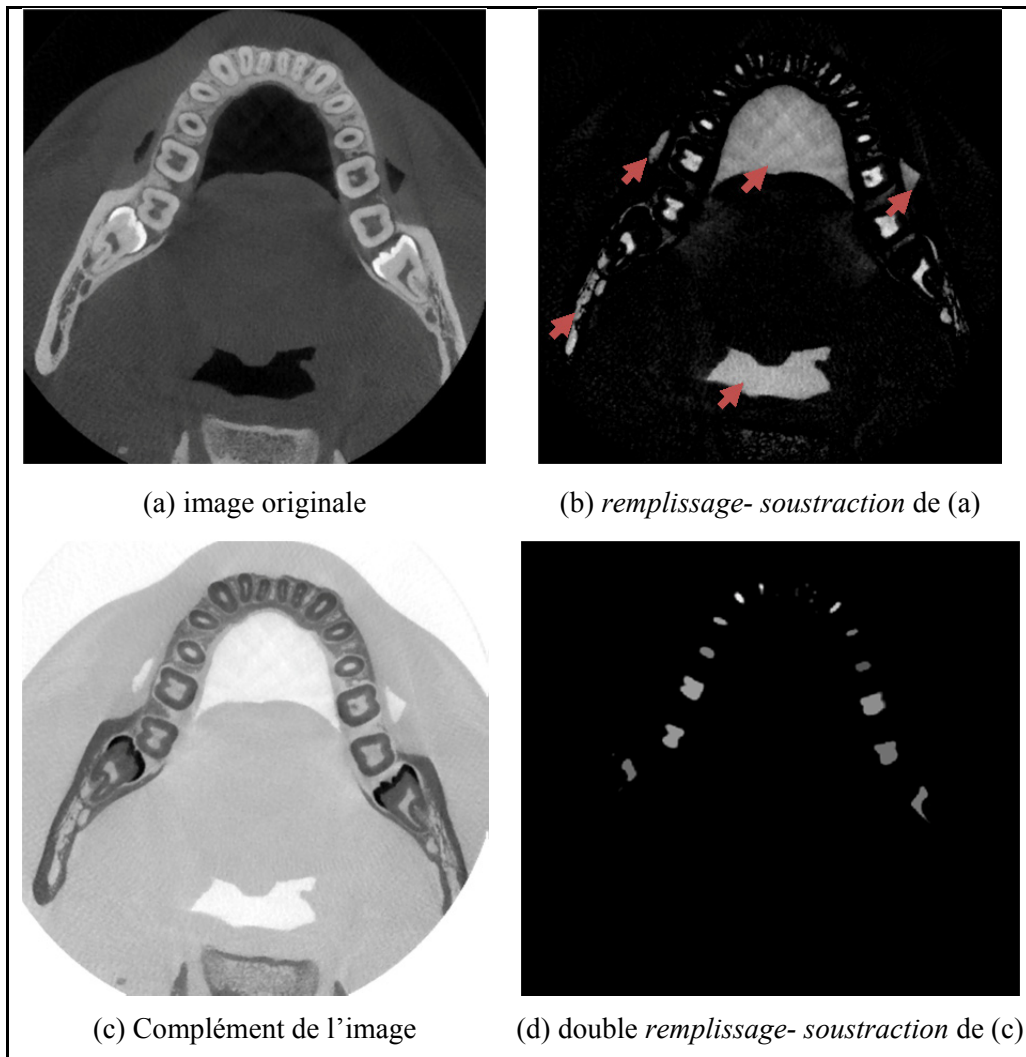 (a) image originale
(b) remplissage- soustraction de (a)
(c) Complément de l’image
(d) double remplissage- soustraction de (c)